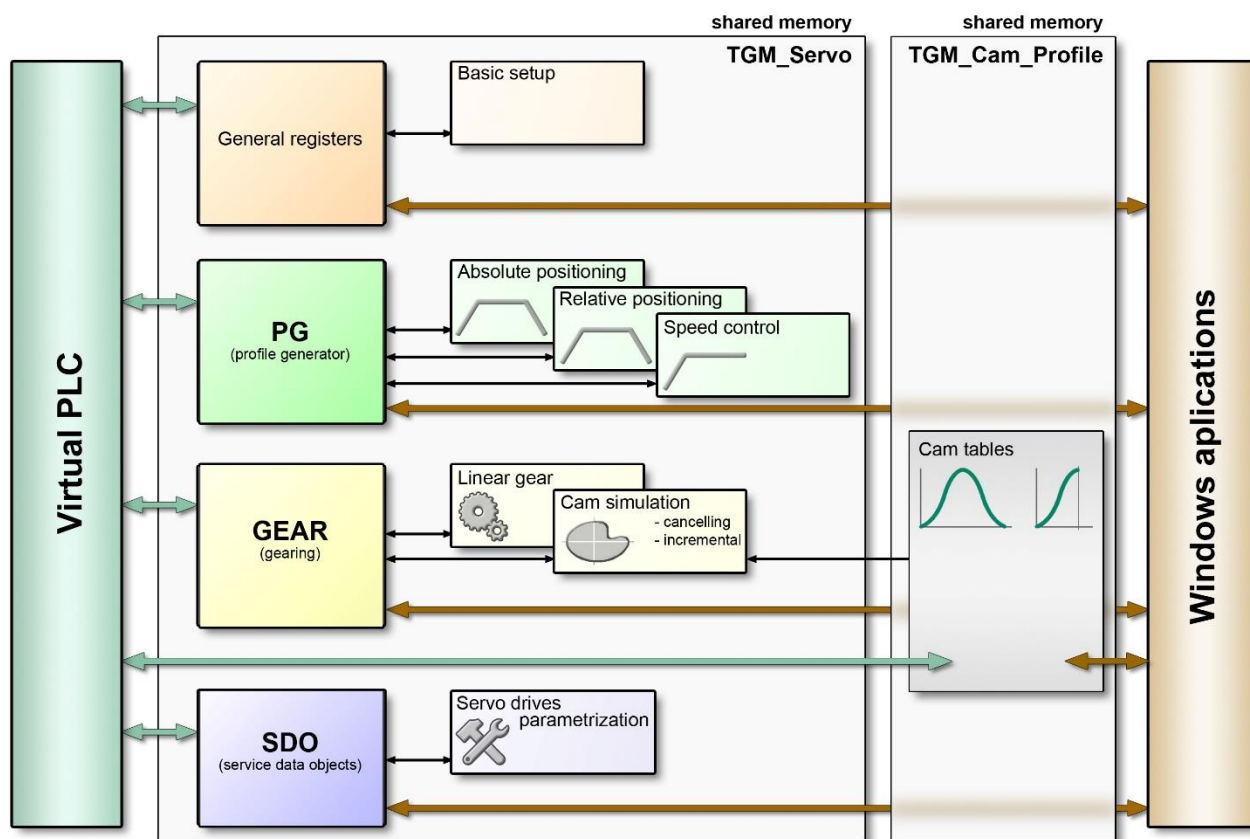 shared memory
TGM_Servo
shared memory
TGM_Cam_Profile
Virtual PLC
General registers
Basic setup
PG
(profile generator)
Absolute positioning
Relative positioning
Speed control
GEAR
(gearing)
Linear gear
Cam simulation
- cancelling
- incremental
Cam tables
SDO
(service data objects)
Servo drives
parametrization
Windows aplications